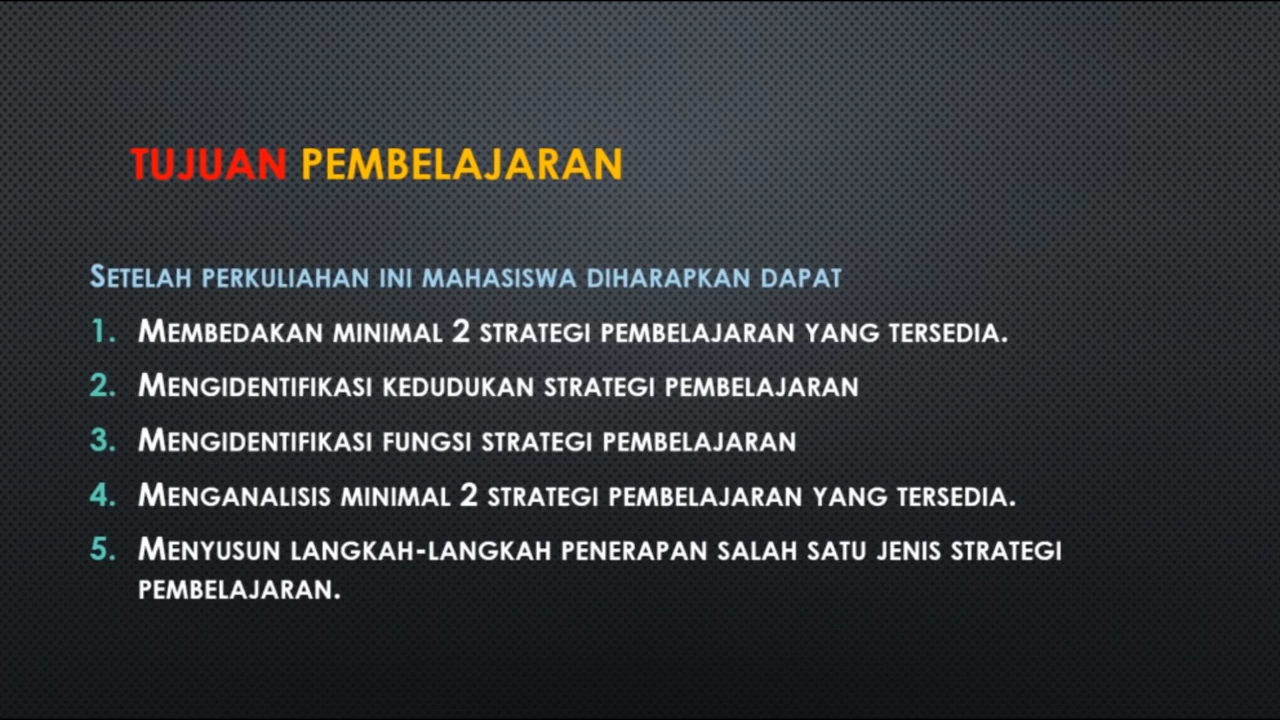 TUJUAN PEMBELAJARAN
SETELAH PERKULIAHAN INI MAHASISWA DIHARAPKAN DAPAT
1. MEMBEDAKAN MINIMAL 2 STRATEGI PEMBELAJARAN YANG TERSEDIA.
2. MENGIDENTIFIKASI KEDUDUKAN STRATEGI PEMBELAJARAN
3. MENGIDENTIFIKASI FUNGSI STRATEGI PEMBELAJARAN
4. MENGANALISIS MINIMAL 2 STRATEGI PEMBELAJARAN YANG TERSEDIA.
5. MENYUSUN LANGKAH-LANGKAH PENERAPAN SALAH SATU JENIS STRATEGI
PEMBELAJARAN.